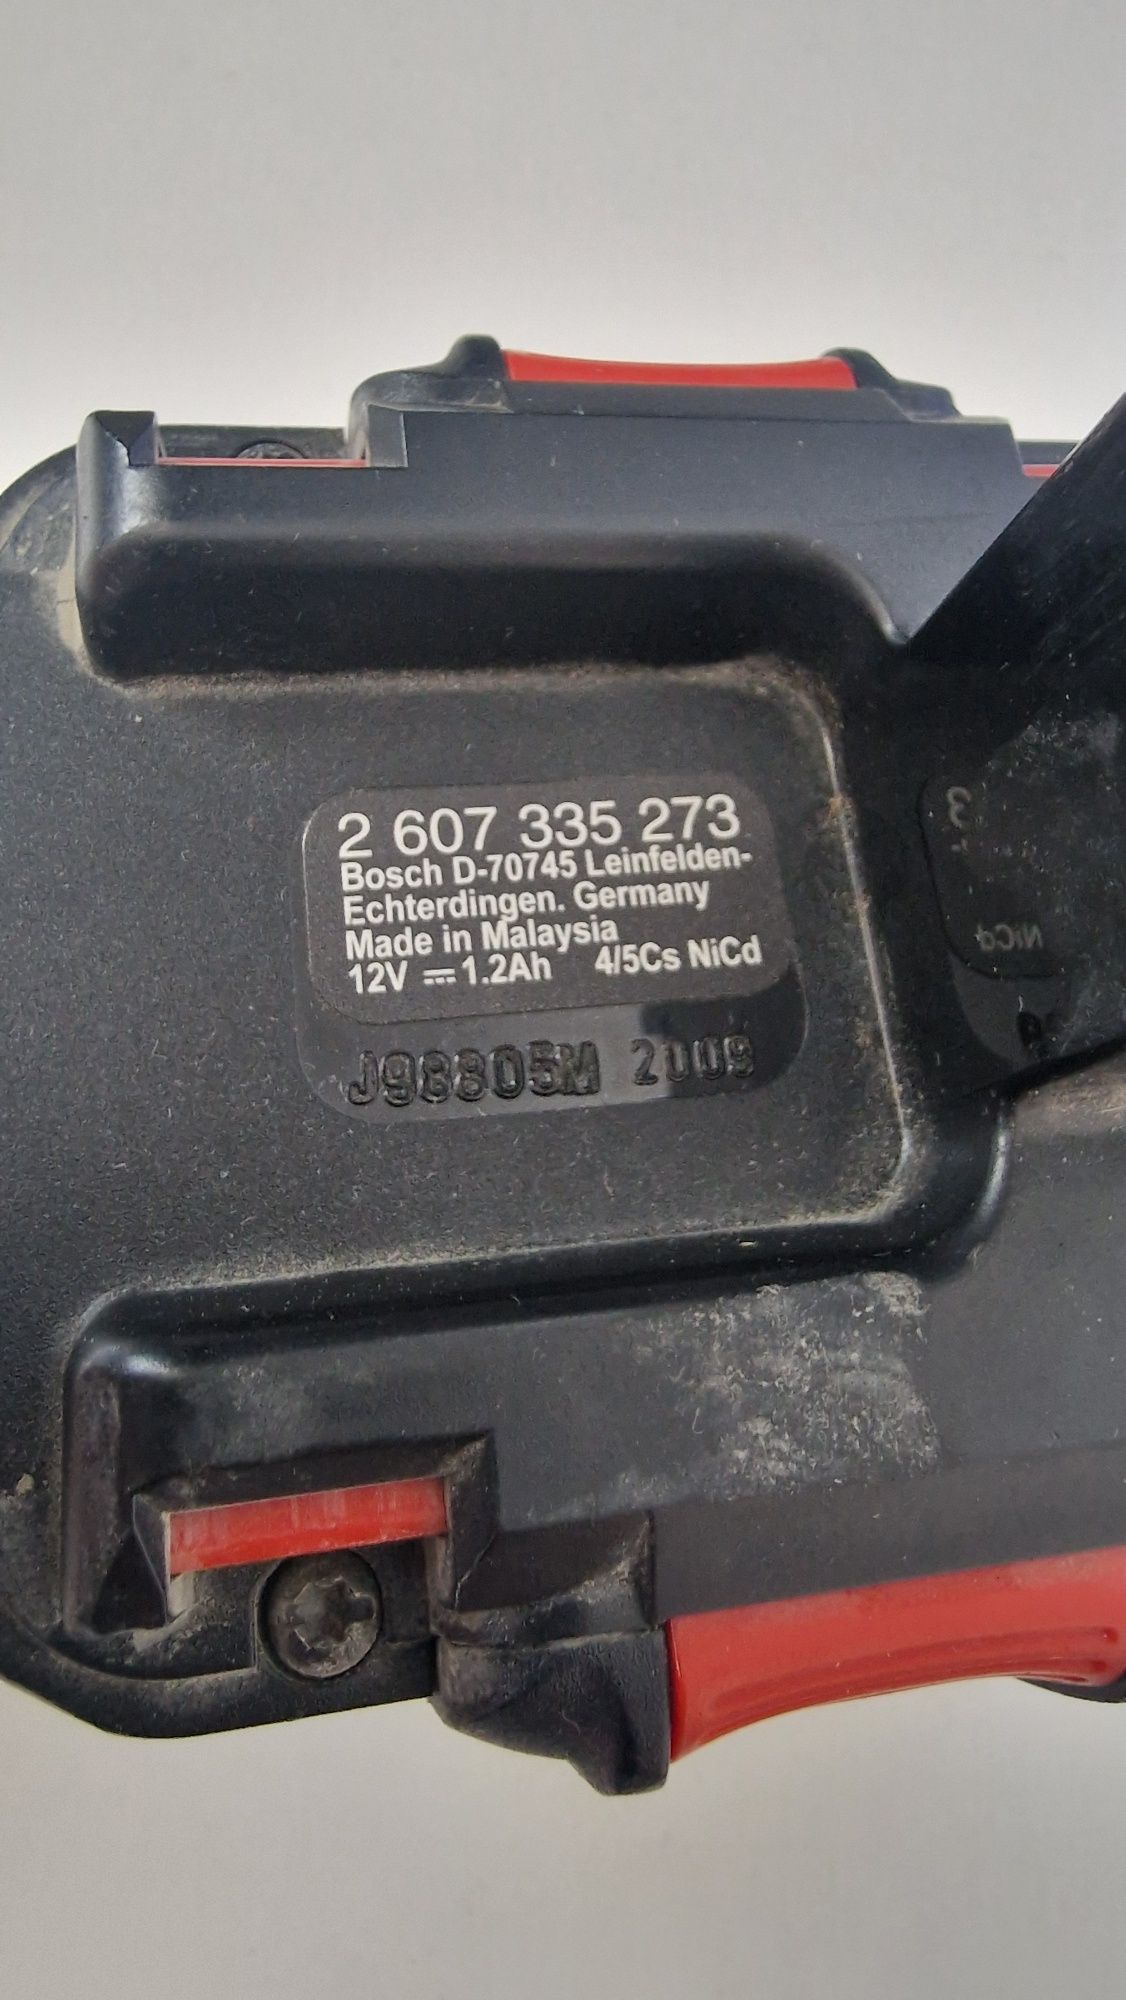 2 607 335 273
Bosch D-70745 Leinfelden-
Echterdingen. Germany
Made in Malaysia
12V ⎓ 1.2Ah 4/5Cs NiCd
J98805M 2009
NiCd